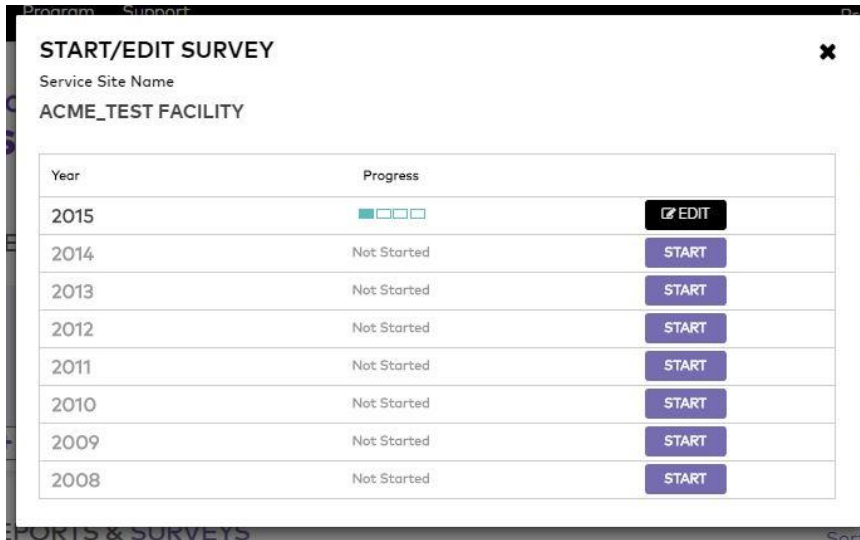 Program Support
START/EDIT SURVEY
Service Site Name
ACME_TEST FACILITY
Year Progress
2015 EDIT
2014 Not Started START
2013 Not Started START
2012 Not Started START
2011 Not Started START
2010 Not Started START
2009 Not Started START
2008 Not Started START
SURVEYS